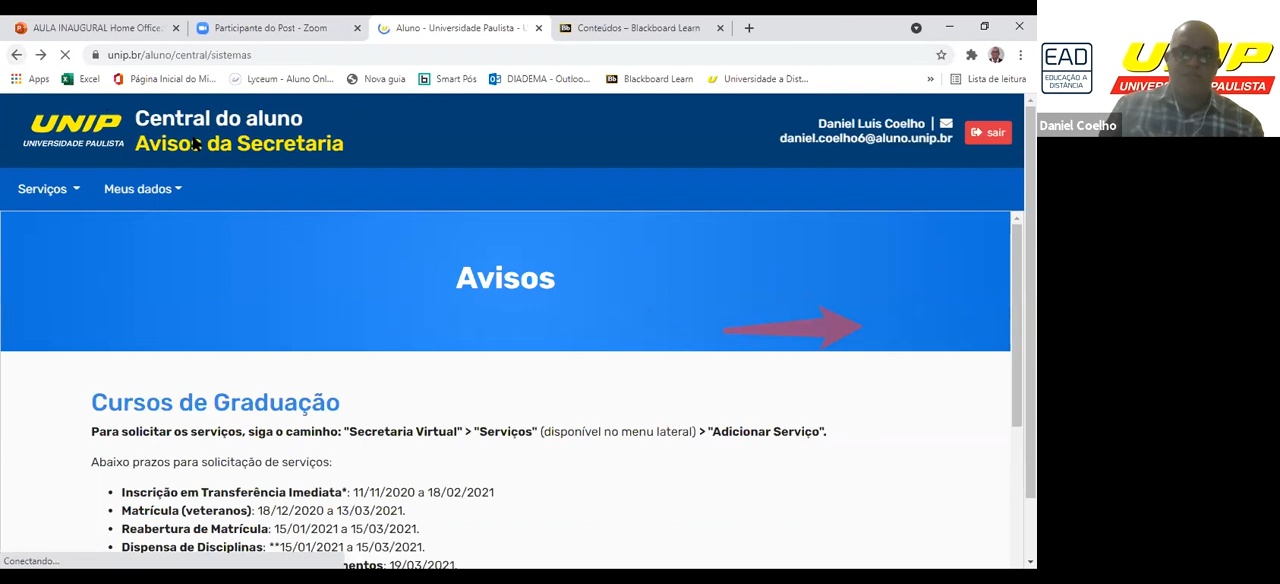 AULA INAUGURAL Home Office.
Participante do Post - Zoom
Aluno - Universidade Paulista - U
Conteúdos – Blackboard Learn
unip.br/aluno/central/sistemas
Apps
Excel
Página Inicial do Mi...
Lyceum - Aluno Onl...
Nova guia
Smart Pós
DIADEMA - Outloo...
Blackboard Learn
Universidade a Dist...
»
Lista de leitura
UNIP
UNIVERSIDADE PAULISTA
Central do aluno
Avisos da Secretaria
Daniel Luis Coelho |
daniel.coelho6@aluno.unip.br
sair
Serviços
Meus dados
Avisos
Cursos de Graduação
Para solicitar os serviços, siga o caminho: "Secretaria Virtual" > "Serviços" (disponível no menu lateral) > "Adicionar Serviço".
Abaixo prazos para solicitação de serviços:
• Inscrição em Transferência Imediata*: 11/11/2020 a 18/02/2021
• Matrícula (veteranos): 18/12/2020 a 13/03/2021.
• Reabertura de Matrícula: 15/01/2021 a 15/03/2021.
• Dispensa de Disciplinas: **15/01/2021 a 15/03/2021.
mentos: 19/03/2021.
Conectando...
EAD
EDUCAÇÃO A
DISTÂNCIA
Daniel Coelho